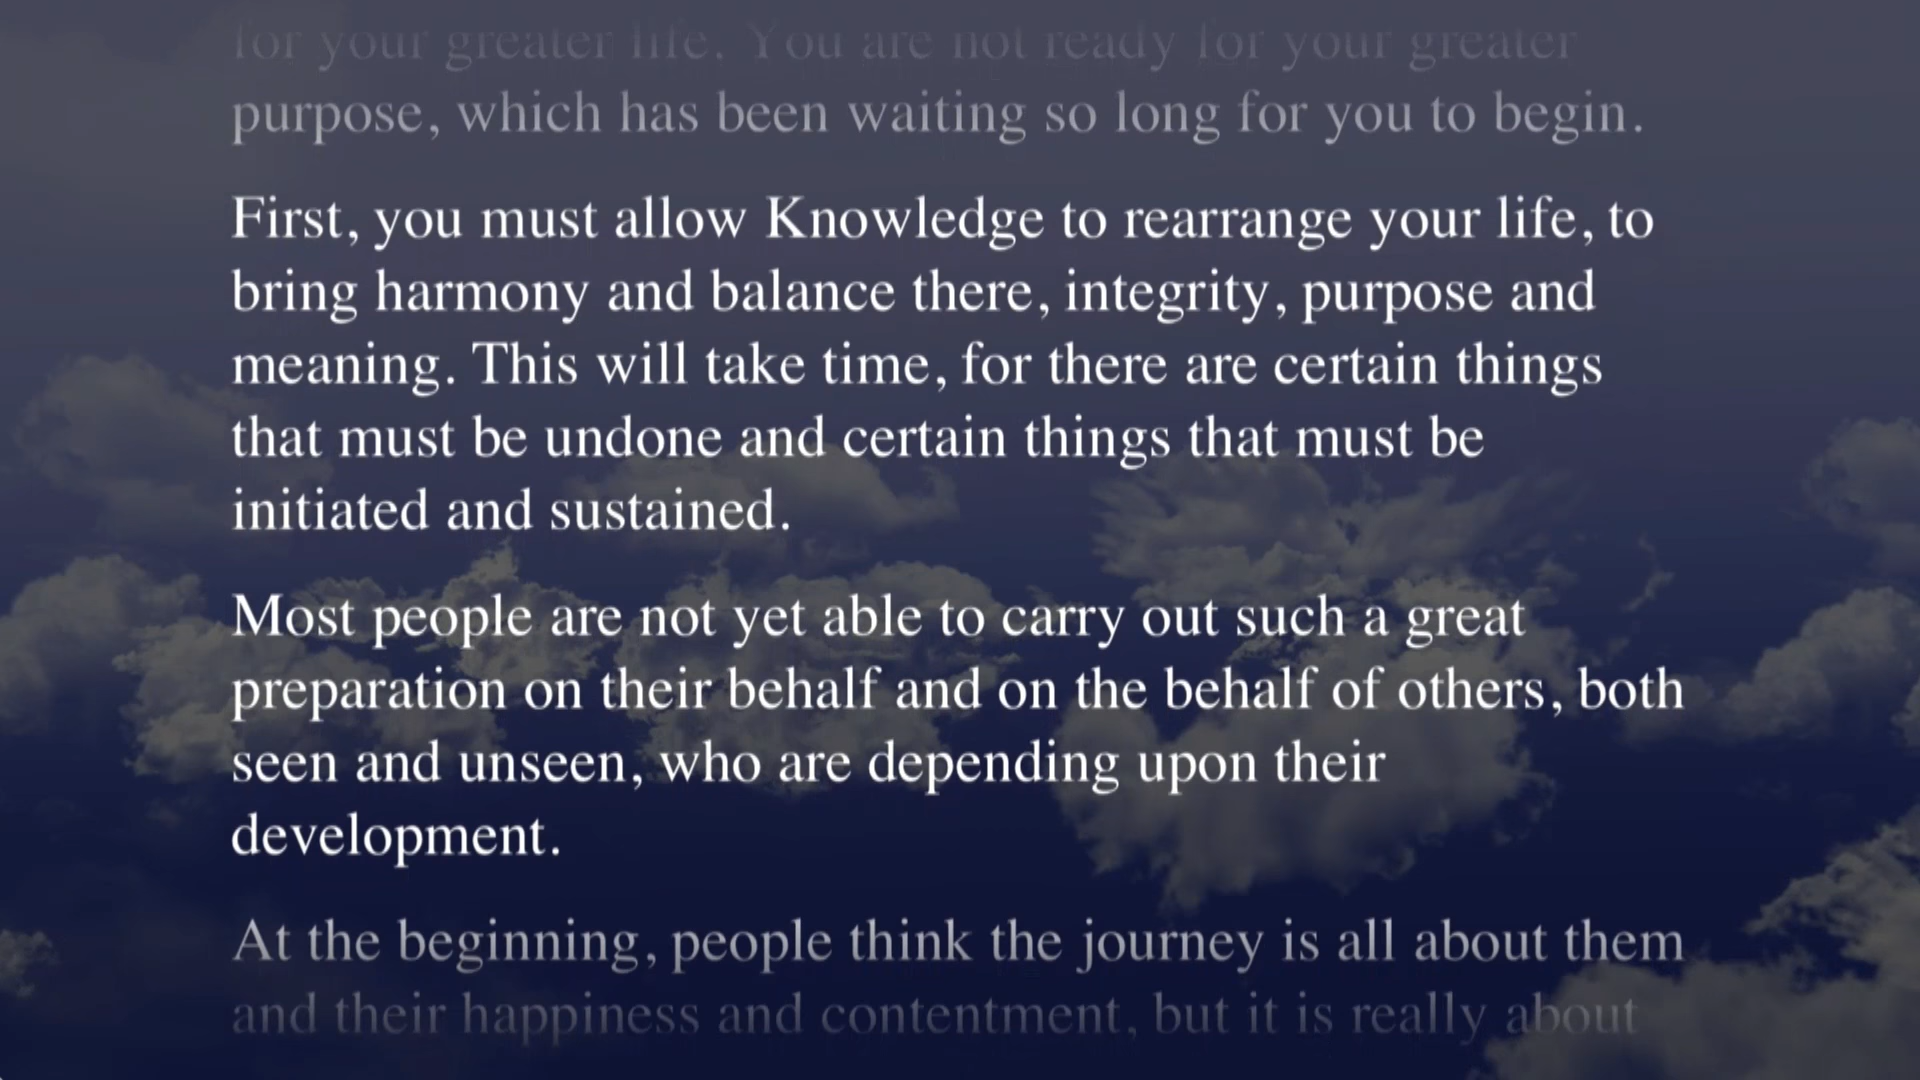 for your greater life. You are not ready for your greater
purpose, which has been waiting so long for you to begin.
First, you must allow Knowledge to rearrange your life, to
bring harmony and balance there, integrity, purpose and
meaning. This will take time, for there are certain things
that must be undone and certain things that must be
initiated and sustained.
Most people are not yet able to carry out such a great
preparation on their behalf and on the behalf of others, both
seen and unseen, who are depending upon their
development.
At the beginning, people think the journey is all about them
and their happiness and contentment, but it is really about